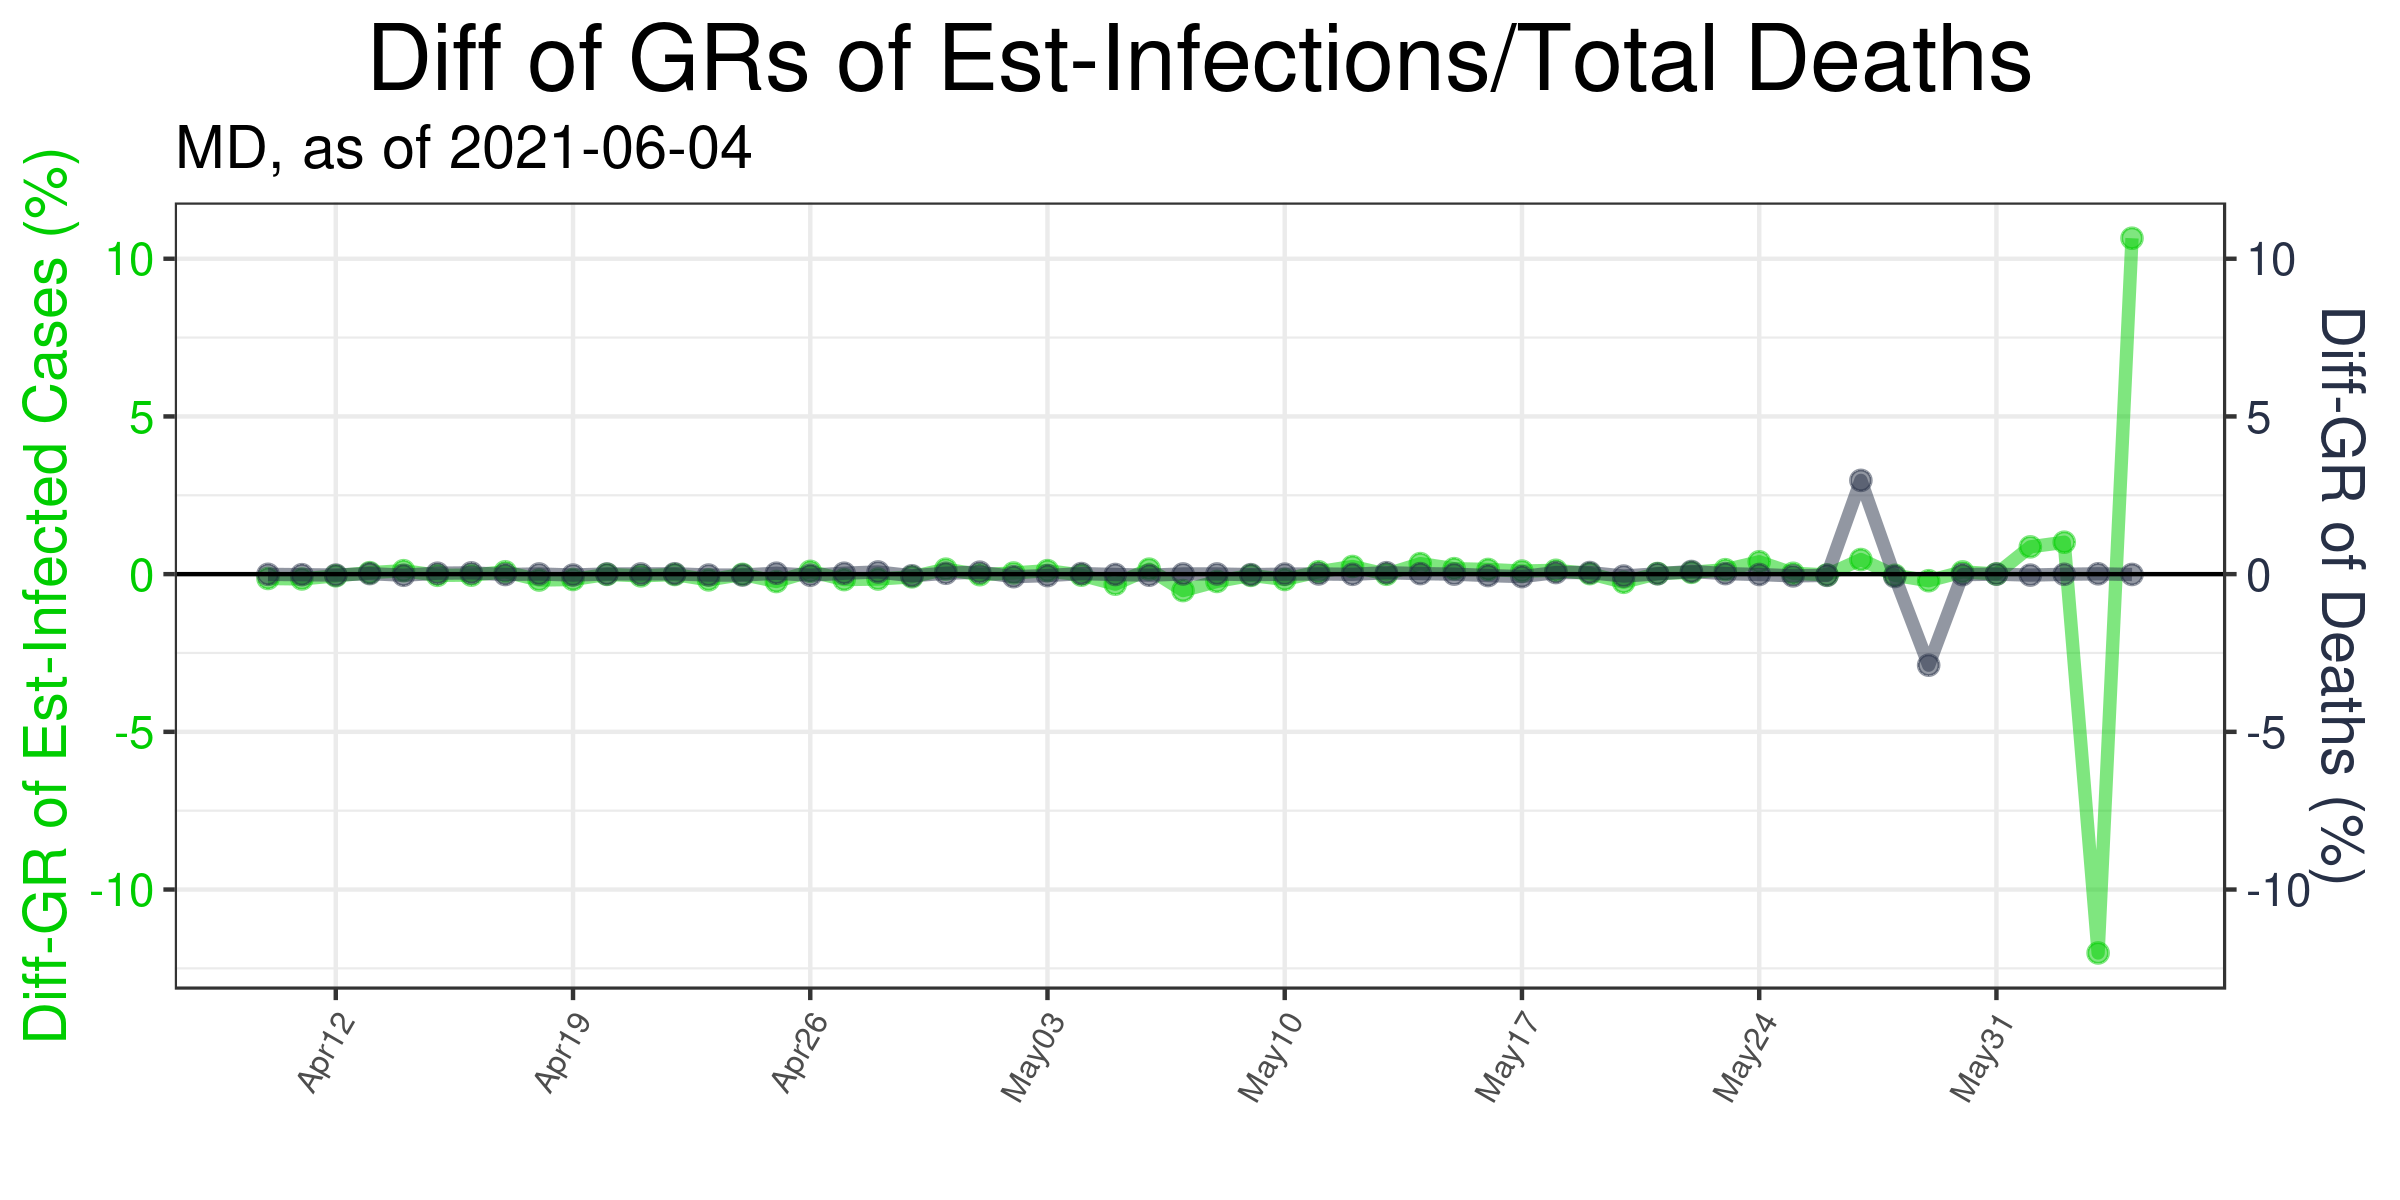 Diff of GRs of Est-Infections/Total Deaths
MD, as of 2021-06-04
Diff-GR of Est-Infected Cases (%)
10
5
0
-5
-10
10
5
0
-5
-10
Diff-GR of Deaths (%)
Apr12
Apr19
Apr26
May03
May10
May17
May24
May31